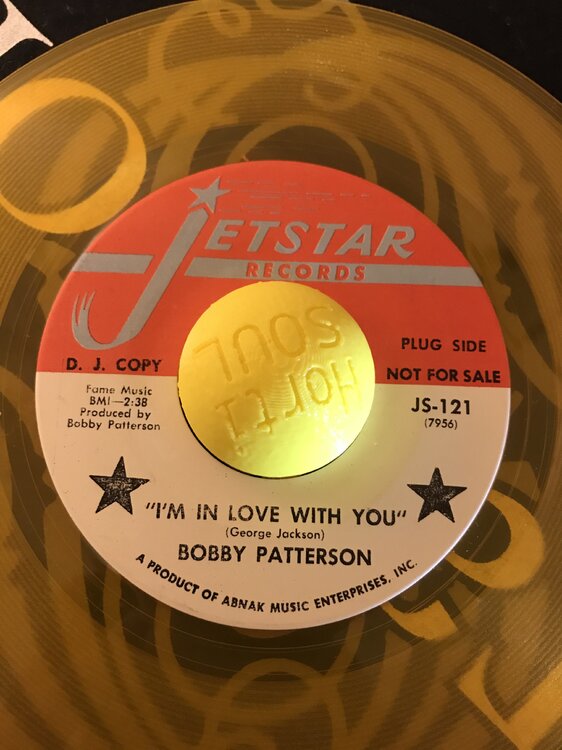 JETSTAR
RECORDS
D. J. COPY
PLUG SIDE
NOT FOR SALE
Fame Music
BMI—2:38
Produced by
Bobby Patterson
JS-121
(7956)
Horti
SOUL
"I'M IN LOVE WITH YOU"
(George Jackson)
BOBBY PATTERSON
A PRODUCT OF ABNAK MUSIC ENTERPRISES, INC.